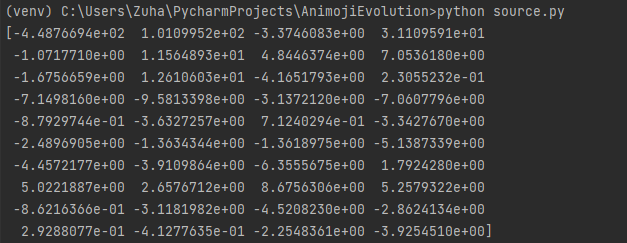 (venv) C:\Users\Zuha\PycharmProjects\AnimojiEvolution>python source.py
[-4.4876694e+02  1.0109952e+02 -3.3746083e+00  3.1109591e+01
 -1.0717710e+00  1.1564893e+01  4.8446374e+00  7.0536180e+00
 -1.6756659e+00  1.2610603e+01 -4.1651793e+00  2.3055232e-01
 -7.1498160e+00 -9.5813398e+00 -3.1372120e+00 -7.0607796e+00
 -8.7929744e-01 -3.6327257e+00  7.1240294e-01 -3.3427670e+00
 -2.4896905e+00 -1.3634344e+00 -1.3618975e+00 -5.1387339e+00
 -4.4572177e+00 -3.9109864e+00 -6.3555675e+00  1.7924280e+00
  5.0221887e+00  2.6576712e+00  8.6756306e+00  5.2579322e+00
 -8.6216366e-01 -3.1181982e+00 -4.5208230e+00 -2.8624134e+00
  2.9288077e-01 -4.1277635e-01 -2.2548361e+00 -3.9254510e+00]